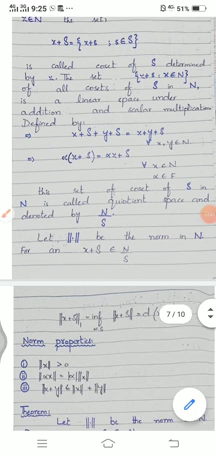 9:25
51%
x∈N the set:
x+S = {x+s ; s∈S}
is called coset of S determined
by x. The set {x+S : x∈N}
of all cosets of S in N,
is a linear space under
addition and scalar multiplication
Defined by:
x+S + y+S = x+y+S
∀ x,y∈N
α(x+S) = αx+S
∀ x∈N
α∈F
this set of coset of S in
N is called quotient space and
denoted by N/S
Let ||·|| be the norm in N.
For an x+S ∈ N/S
||x+S||₁ = inf ||x+S|| = d(
7 / 10
Norm properties
① ||x|| ≥ 0
② ||αx|| = |α| ||x||
③ ||x+y|| ≤ ||x|| + ||y||
Theorem:
Let ||·|| be the norm